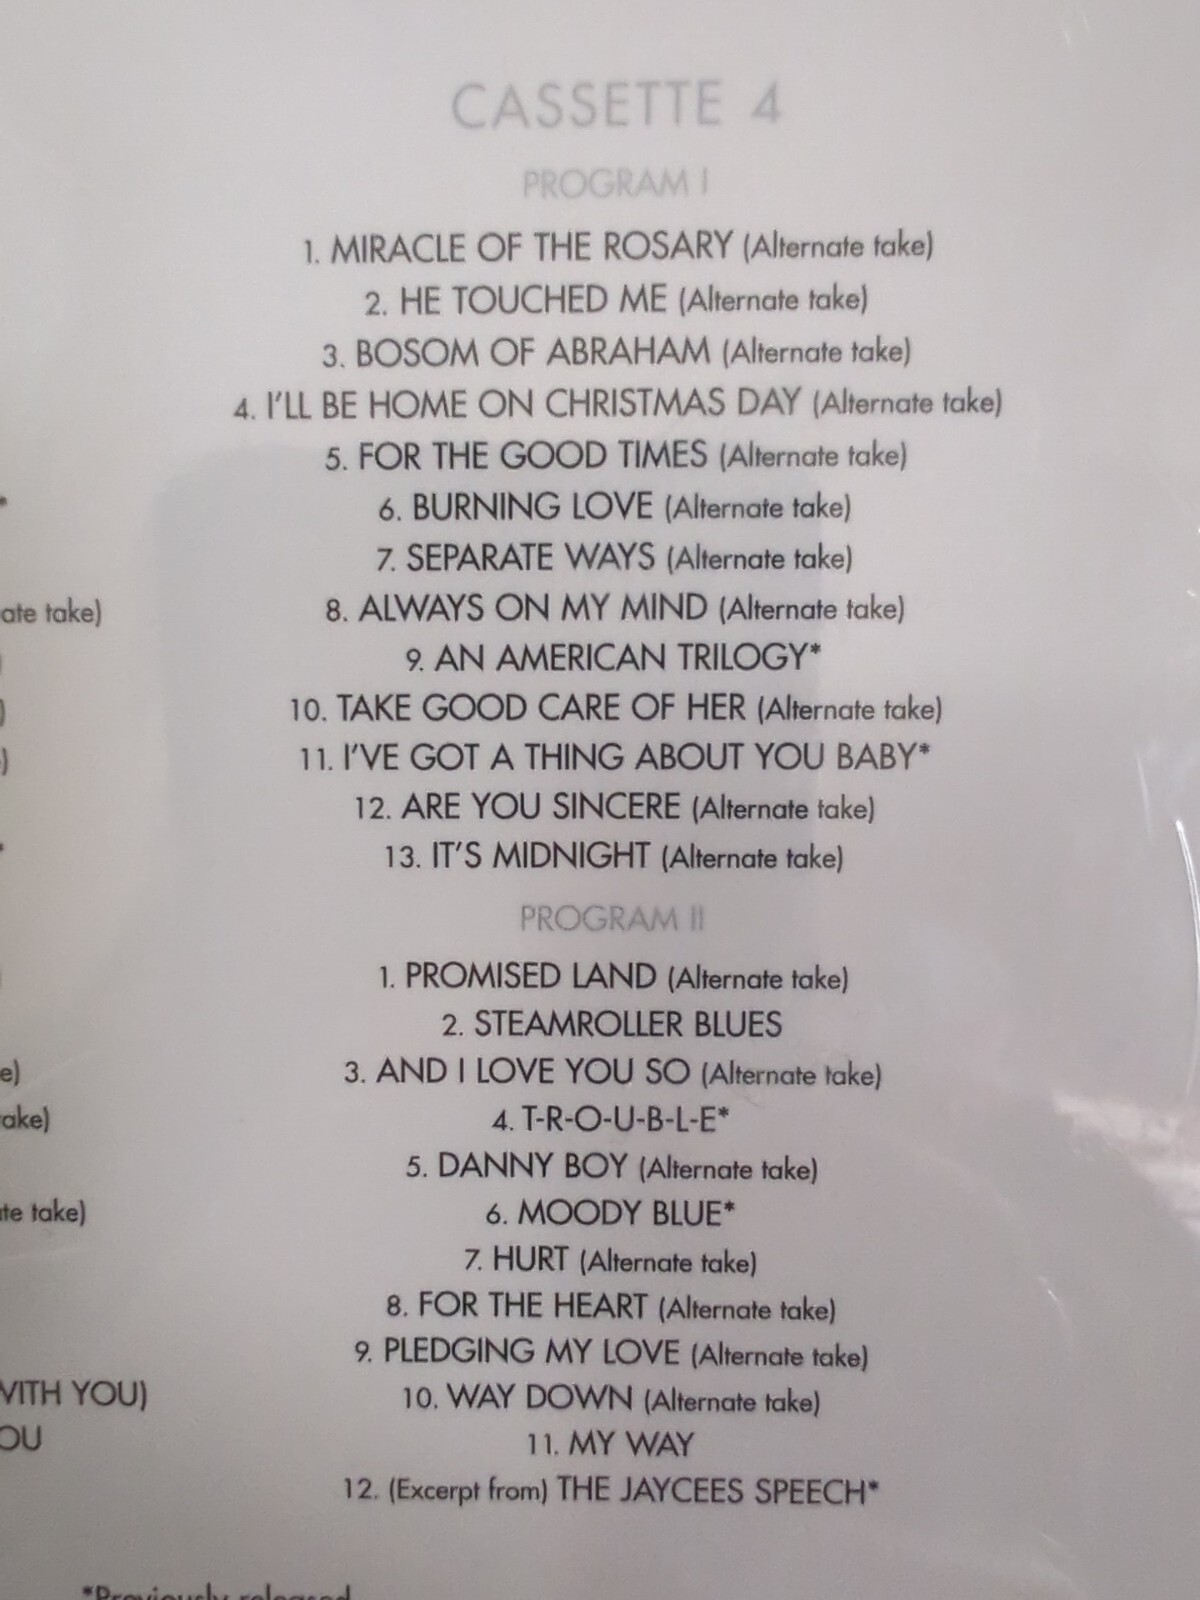 CASSETTE 4
PROGRAM I
1. MIRACLE OF THE ROSARY (Alternate take)
2. HE TOUCHED ME (Alternate take)
3. BOSOM OF ABRAHAM (Alternate take)
4. I'LL BE HOME ON CHRISTMAS DAY (Alternate take)
5. FOR THE GOOD TIMES (Alternate take)
*
6. BURNING LOVE (Alternate take)
7. SEPARATE WAYS (Alternate take)
ate take) 8. ALWAYS ON MY MIND (Alternate take)
) 9. AN AMERICAN TRILOGY*
) 10. TAKE GOOD CARE OF HER (Alternate take)
) 11. I'VE GOT A THING ABOUT YOU BABY*
12. ARE YOU SINCERE (Alternate take)
13. IT'S MIDNIGHT (Alternate take)
PROGRAM II
) 1. PROMISED LAND (Alternate take)
2. STEAMROLLER BLUES
e) 3. AND I LOVE YOU SO (Alternate take)
ake) 4. T-R-O-U-B-L-E*
5. DANNY BOY (Alternate take)
te take) 6. MOODY BLUE*
7. HURT (Alternate take)
8. FOR THE HEART (Alternate take)
9. PLEDGING MY LOVE (Alternate take)
WITH YOU) 10. WAY DOWN (Alternate take)
OU 11. MY WAY
12. (Excerpt from) THE JAYCEES SPEECH*
*Previously released